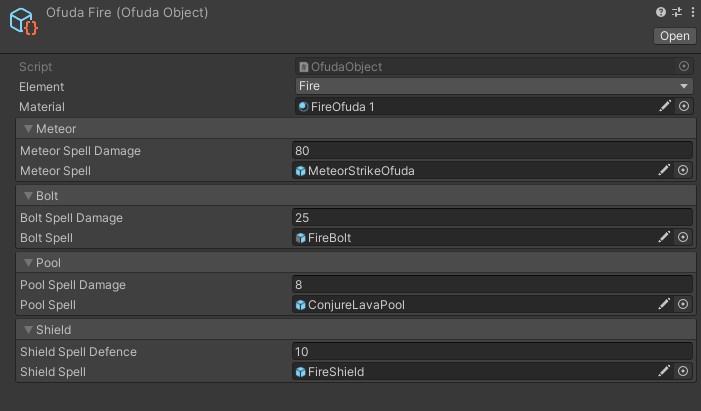 Ofuda Fire (Ofuda Object)
Open
Script OfudaObject
Element Fire
Material FireOfuda 1
Meteor
Meteor Spell Damage 80
Meteor Spell MeteorStrikeOfuda
Bolt
Bolt Spell Damage 25
Bolt Spell FireBolt
Pool
Pool Spell Damage 8
Pool Spell ConjureLavaPool
Shield
Shield Spell Defence 10
Shield Spell FireShield